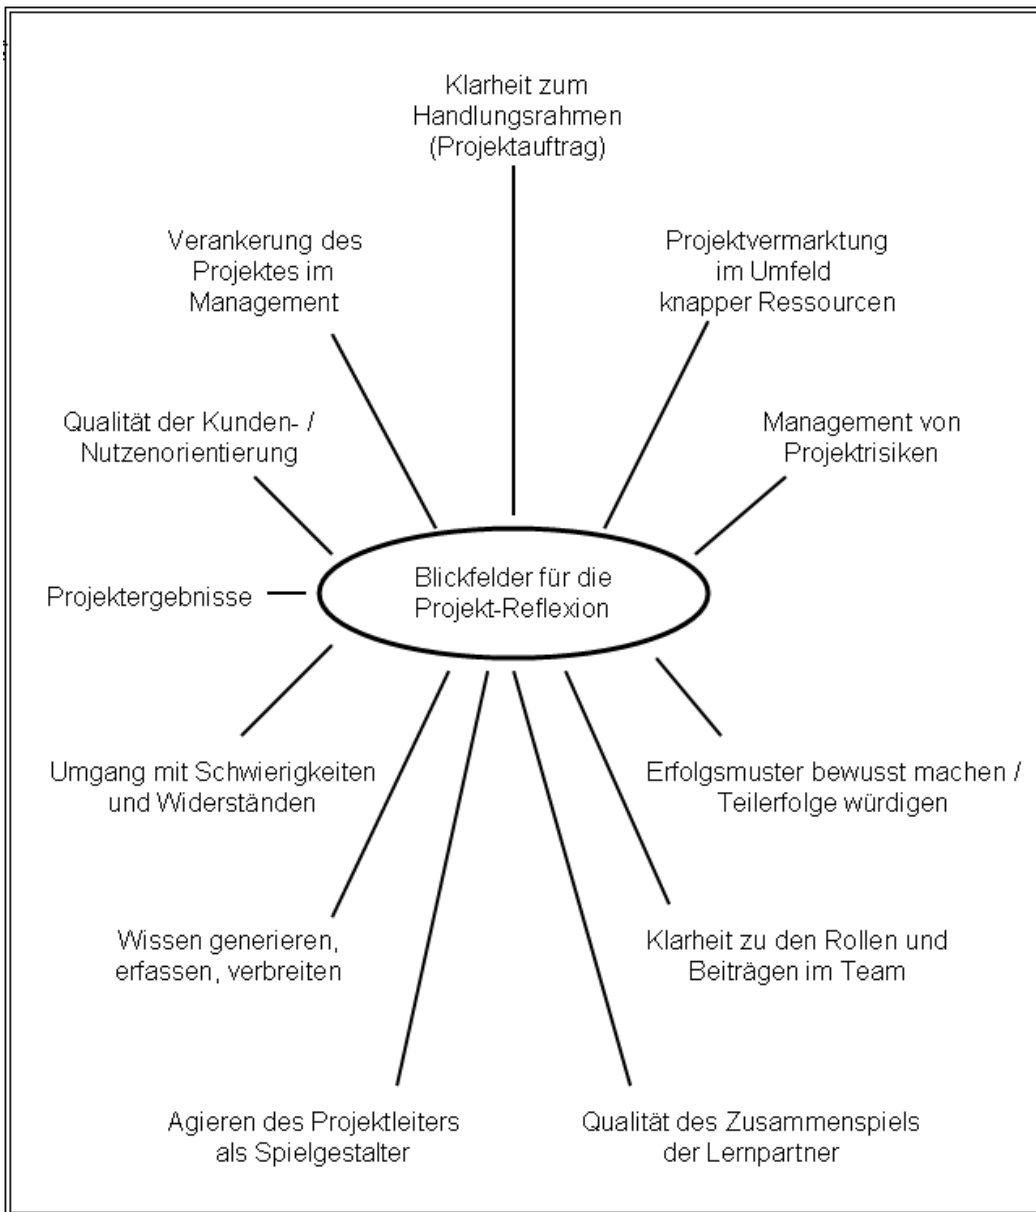 Klarheit zum
Handlungsrahmen
(Projektauftrag)
Verankerung des
Projektes im
Management
Projektvermarktung
im Umfeld
knapper Ressourcen
Qualität der Kunden- /
Nutzenorientierung
Management von
Projektrisiken
Blickfelder für die
Projekt-Reflexion
Projektergebnisse
Umgang mit Schwierigkeiten
und Widerständen
Erfolgsmuster bewusst machen /
Teilerfolge würdigen
Wissen generieren,
erfassen, verbreiten
Klarheit zu den Rollen und
Beiträgen im Team
Agieren des Projektleiters
als Spielgestalter
Qualität des Zusammenspiels
der Lernpartner